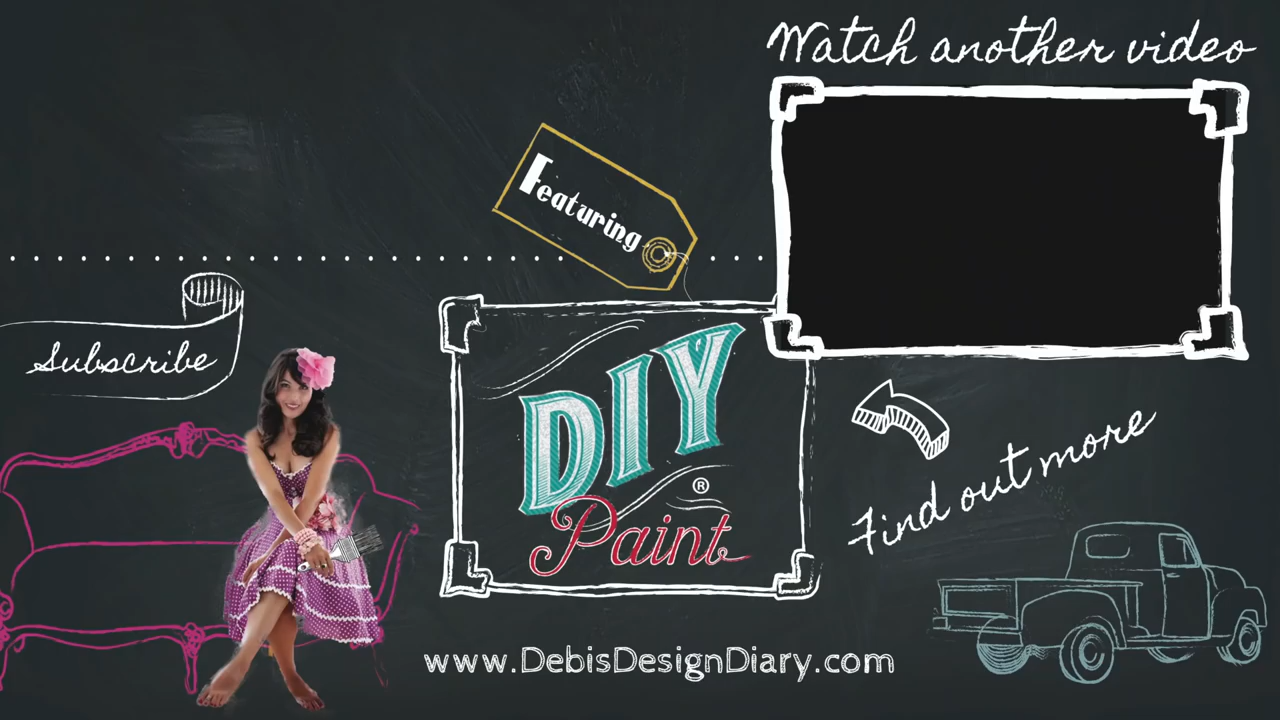 Watch another video
Featuring
Subscribe
DIY
®
Paint
Find out more
www.DebisDesignDiary.com